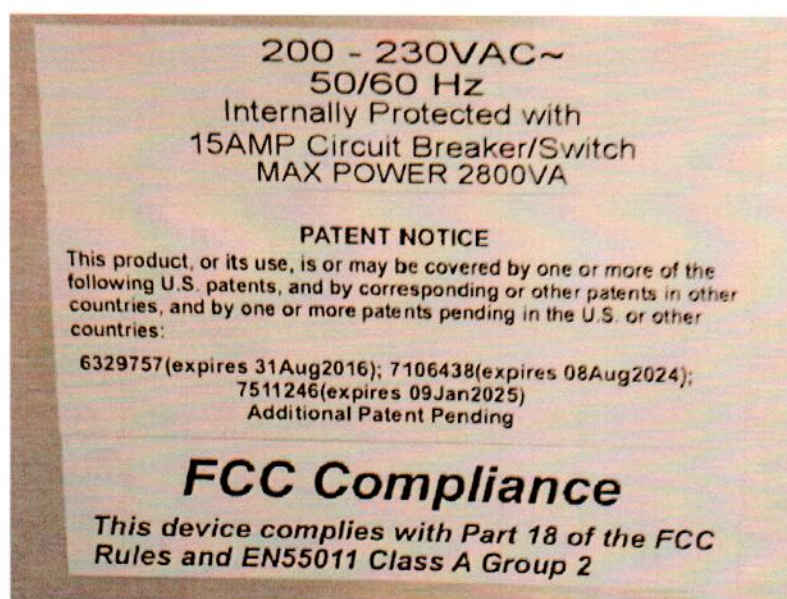 200 - 230VAC~
50/60 Hz
Internally Protected with
15AMP Circuit Breaker/Switch
MAX POWER 2800VA
PATENT NOTICE
This product, or its use, is or may be covered by one or more of the
following U.S. patents, and by corresponding or other patents in other
countries, and by one or more patents pending in the U.S. or other
countries:
6329757(expires 31Aug2016); 7106438(expires 08Aug2024);
7511246(expires 09Jan2025)
Additional Patent Pending
FCC Compliance
This device complies with Part 18 of the FCC
Rules and EN55011 Class A Group 2